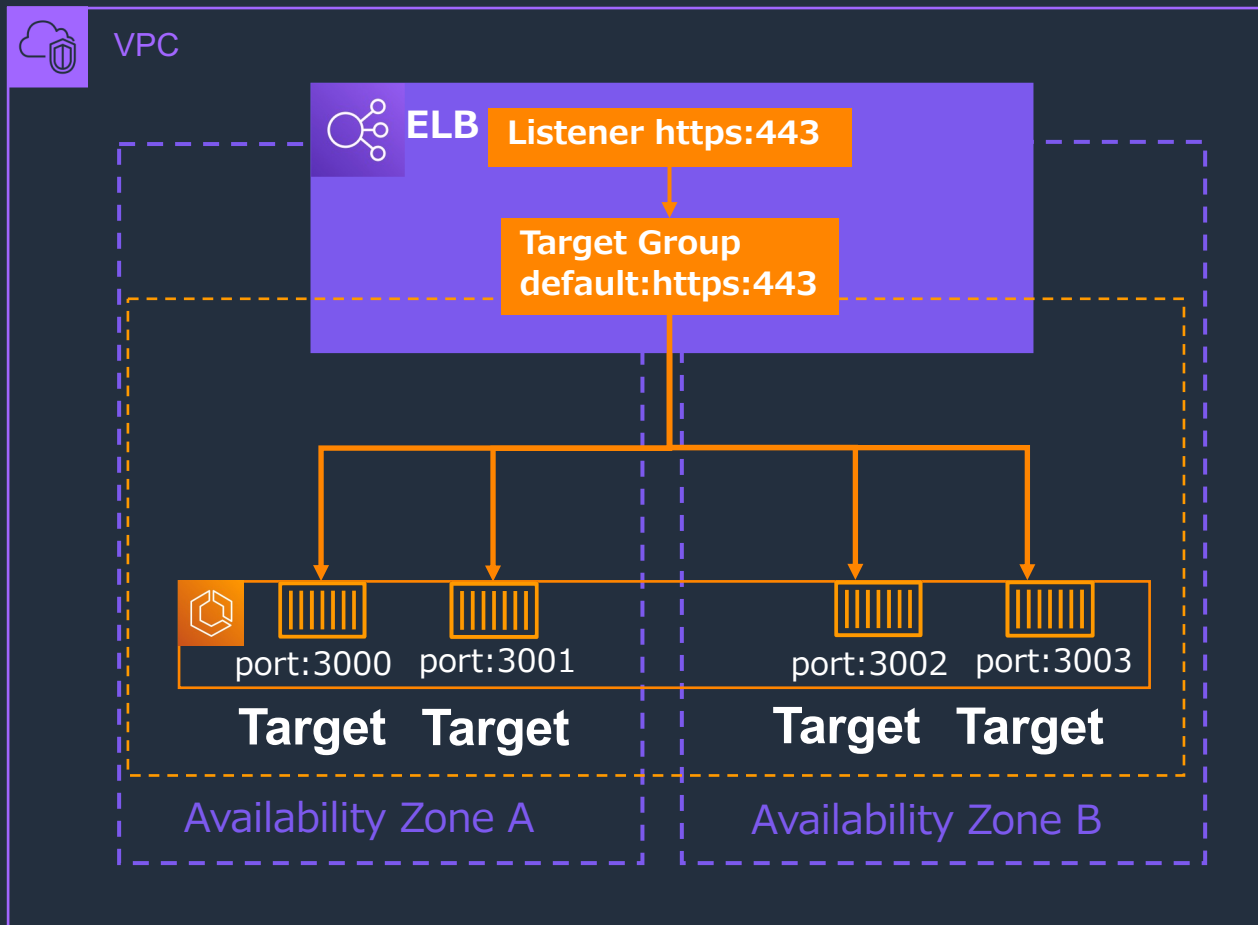 VPC
ELB
Listener https:443
Target Group
default:https:443
port:3000
port:3001
port:3002
port:3003
Target
Target
Target
Target
Availability Zone A
Availability Zone B